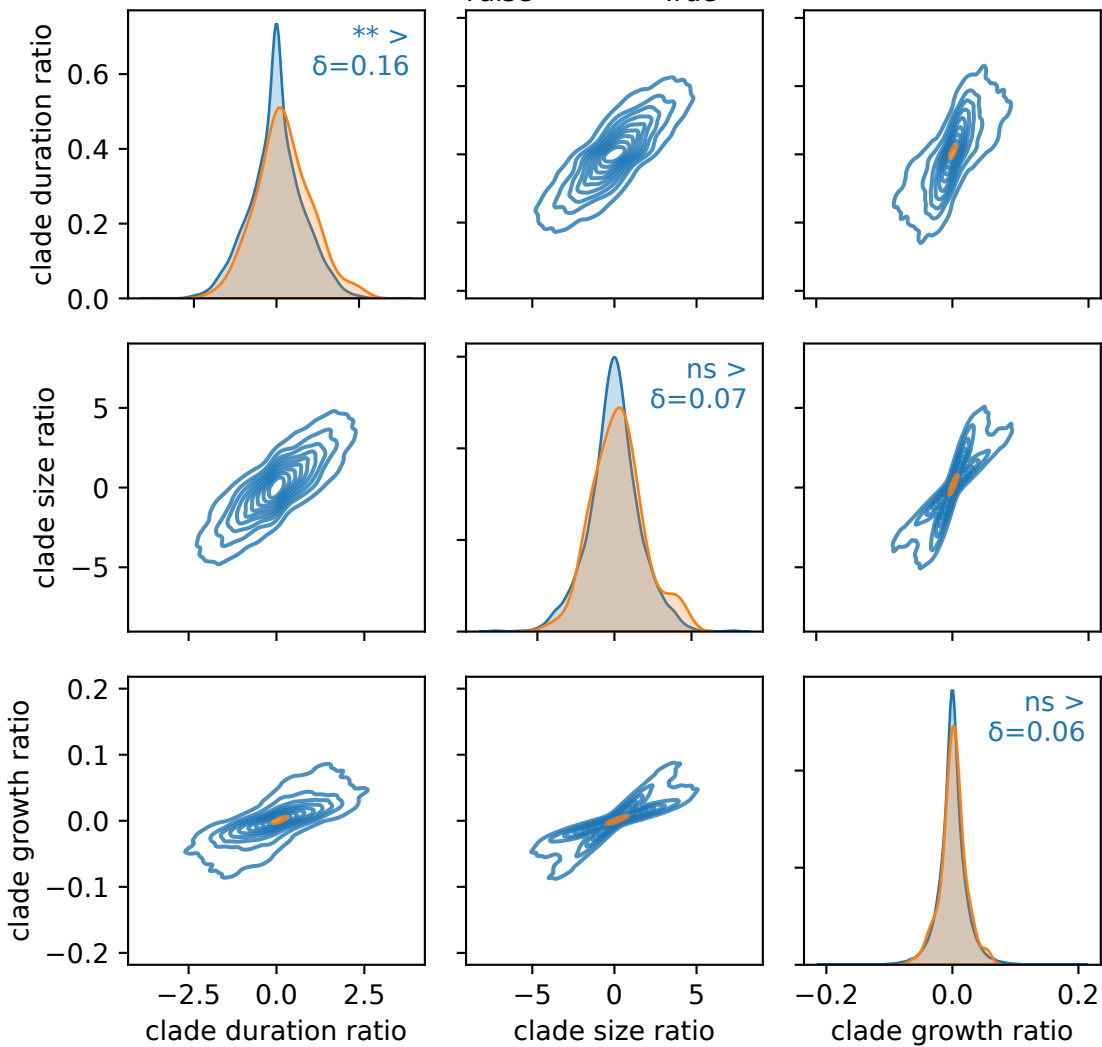 clade duration ratio
0.6
0.4
0.2
0.0
** >
δ=0.16
clade size ratio
5
0
−5
ns >
δ=0.07
clade growth ratio
0.2
0.1
0.0
−0.1
−0.2
ns >
δ=0.06
−2.5 0.0 2.5
−5 0 5
−0.2 0.0 0.2
clade duration ratio
clade size ratio
clade growth ratio